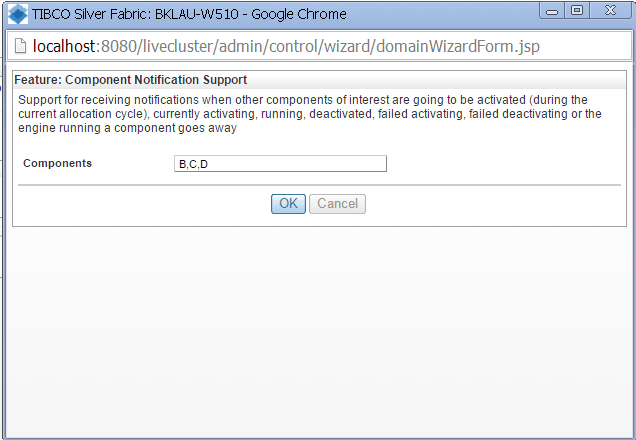 TIBCO Silver Fabric: BKLAU-W510 - Google Chrome
localhost:8080/livecluster/admin/control/wizard/domainWizardForm.jsp
Feature: Component Notification Support
Support for receiving notifications when other components of interest are going to be activated (during the
current allocation cycle), currently activating, running, deactivated, failed activating, failed deactivating or the
engine running a component goes away
Components B,C,D
OK Cancel